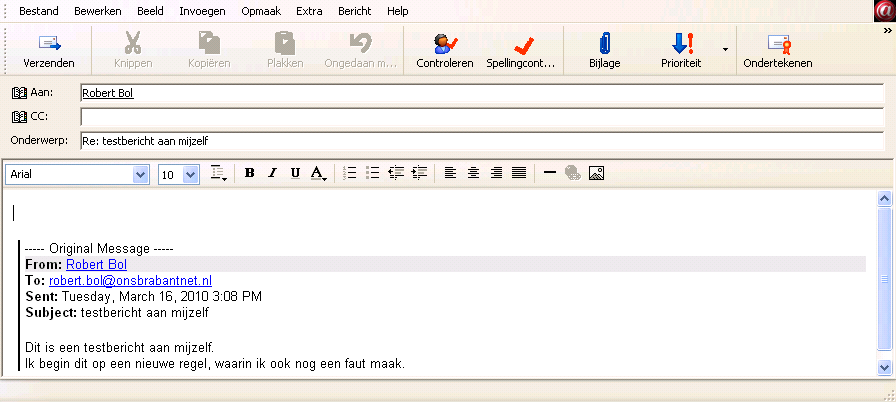 Bestand Bewerken Beeld Invoegen Opmaak Extra Bericht Help
Verzenden Knippen Kopiëren Plakken Ongedaan m... Controleren Spellingcont... Bijlage Prioriteit Ondertekenen
Aan: Robert Bol
CC:
Onderwerp: Re: testbericht aan mijzelf
Arial 10 B I U A
----- Original Message -----
From: Robert Bol
To: robert.bol@onsbrabantnet.nl
Sent: Tuesday, March 16, 2010 3:08 PM
Subject: testbericht aan mijzelf
Dit is een testbericht aan mijzelf.
Ik begin dit op een nieuwe regel, waarin ik ook nog een faut maak.